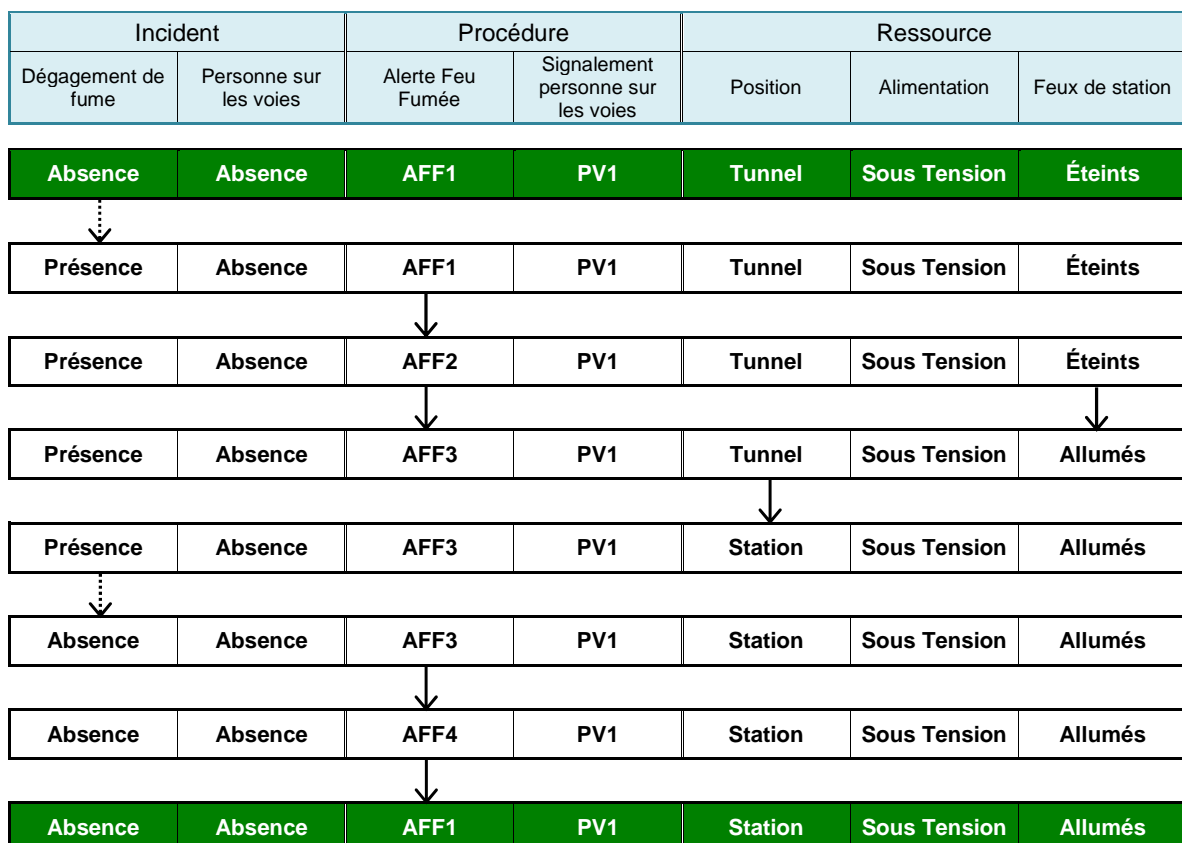 Incident Procédure Ressource
Dégagement de fume Personne sur les voies Alerte Feu Fumée Signalement personne sur les voies Position Alimentation Feux de station
Absence Absence AFF1 PV1 Tunnel Sous Tension Éteints
Présence Absence AFF1 PV1 Tunnel Sous Tension Éteints
Présence Absence AFF2 PV1 Tunnel Sous Tension Éteints
Présence Absence AFF3 PV1 Tunnel Sous Tension Allumés
Présence Absence AFF3 PV1 Station Sous Tension Allumés
Absence Absence AFF3 PV1 Station Sous Tension Allumés
Absence Absence AFF4 PV1 Station Sous Tension Allumés
Absence Absence AFF1 PV1 Station Sous Tension Allumés